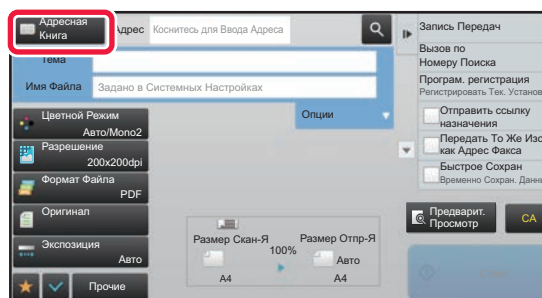 Адресная
Книга
Адрес
Коснитесь для Ввода Адреса
Тема
Имя Файла
Задано в Системных Настройках
Опции
Цветной Режим
Авто/Mono2
Разрешение
200x200dpi
Формат Файла
PDF
Оригинал
Экспозиция
Авто
Прочие
Размер Скан-Я
100%
Размер Отпр-Я
Авто
A4
A4
Запись Передач
Вызов по
Номеру Поиска
Програм. регистрация
Регистрировать Тек. Установ
Отправить ссылку
назначения
Передать То Же Изо
как Адрес Факса
Быстрое Сохран
Временно Сохран. Данн
Предварит.
Просмотр
CA